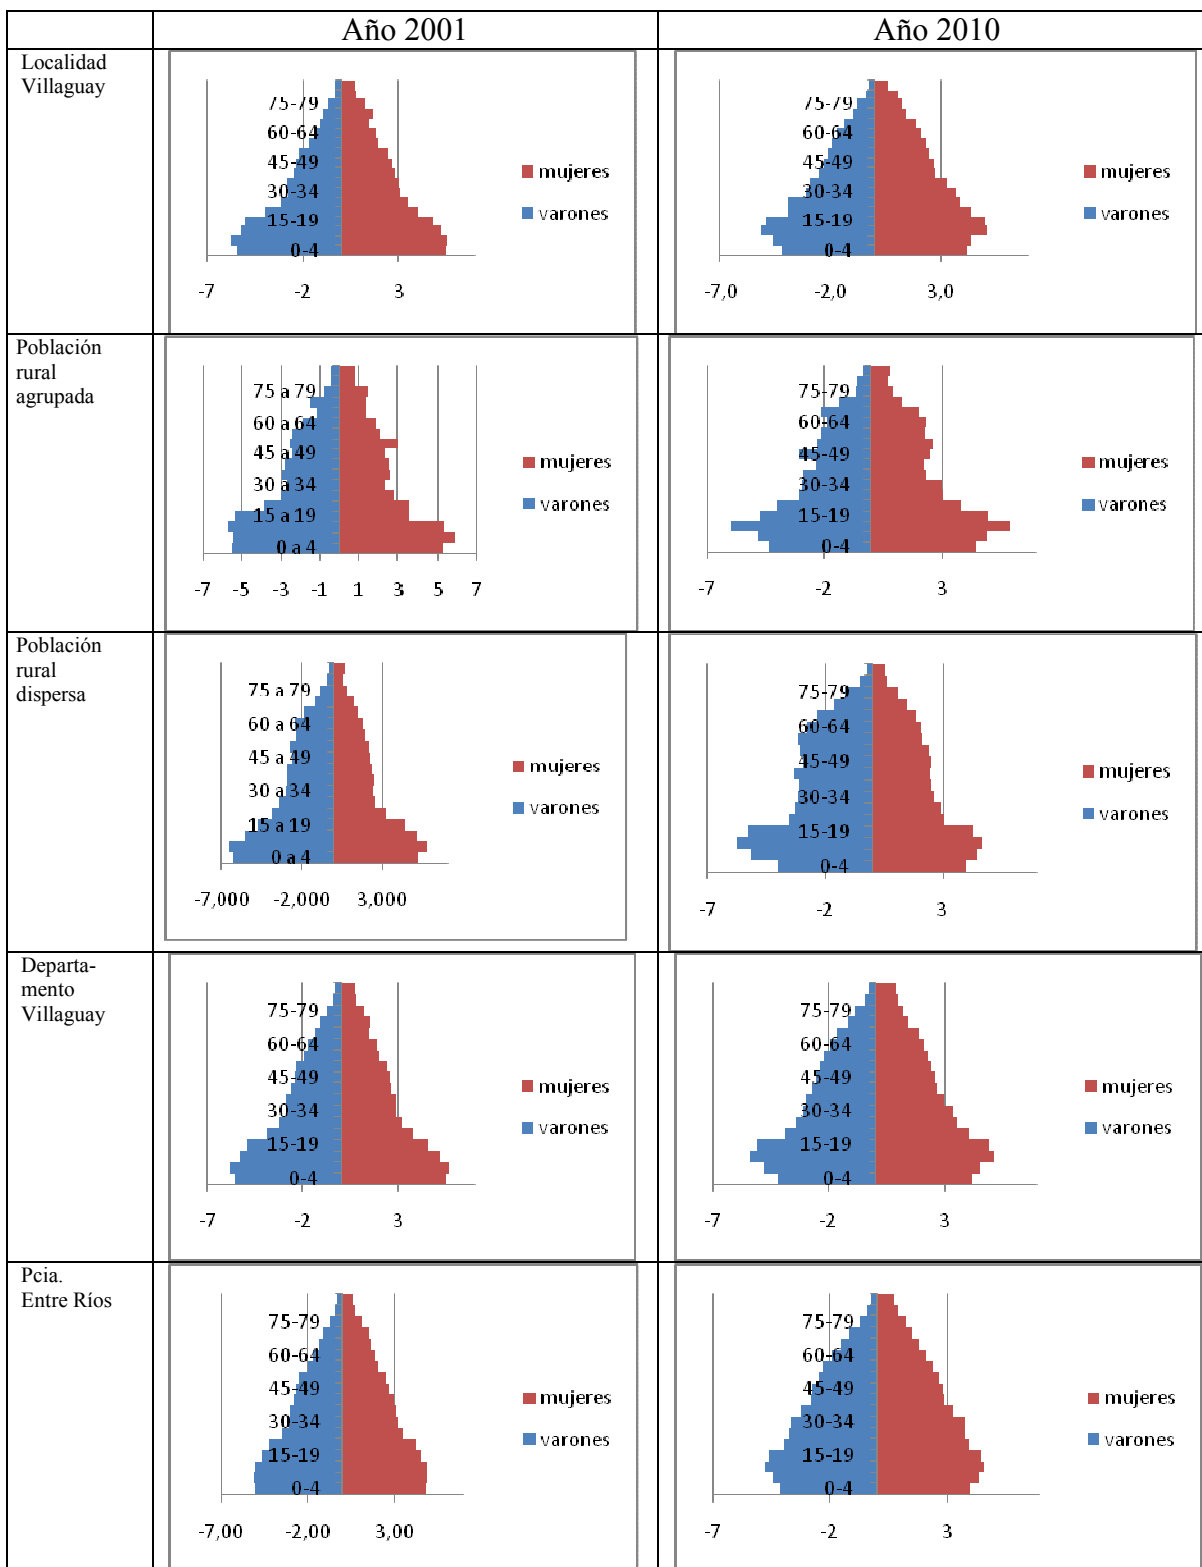 Año 2001
Año 2010
Localidad
Villaguay
75-79
60-64
45-49
30-34
15-19
0-4
-7
-2
3
mujeres
varones
75-79
60-64
45-49
30-34
15-19
0-4
-7,0
-2,0
3,0
mujeres
varones
Población
rural
agrupada
75 a 79
60 a 64
45 a 49
30 a 34
15 a 19
0 a 4
-7 -5 -3 -1 1 3 5 7
mujeres
varones
75-79
60-64
45-49
30-34
15-19
0-4
-7
-2
3
mujeres
varones
Población
rural
dispersa
75 a 79
60 a 64
45 a 49
30 a 34
15 a 19
0 a 4
-7,000 -2,000 3,000
mujeres
varones
75-79
60-64
45-49
30-34
15-19
0-4
-7
-2
3
mujeres
varones
Departa-
mento
Villaguay
75-79
60-64
45-49
30-34
15-19
0-4
-7
-2
3
mujeres
varones
75-79
60-64
45-49
30-34
15-19
0-4
-7
-2
3
mujeres
varones
Pcia.
Entre Ríos
75-79
60-64
45-49
30-34
15-19
0-4
-7,00 -2,00 3,00
mujeres
varones
75-79
60-64
45-49
30-34
15-19
0-4
-7
-2
3
mujeres
varones